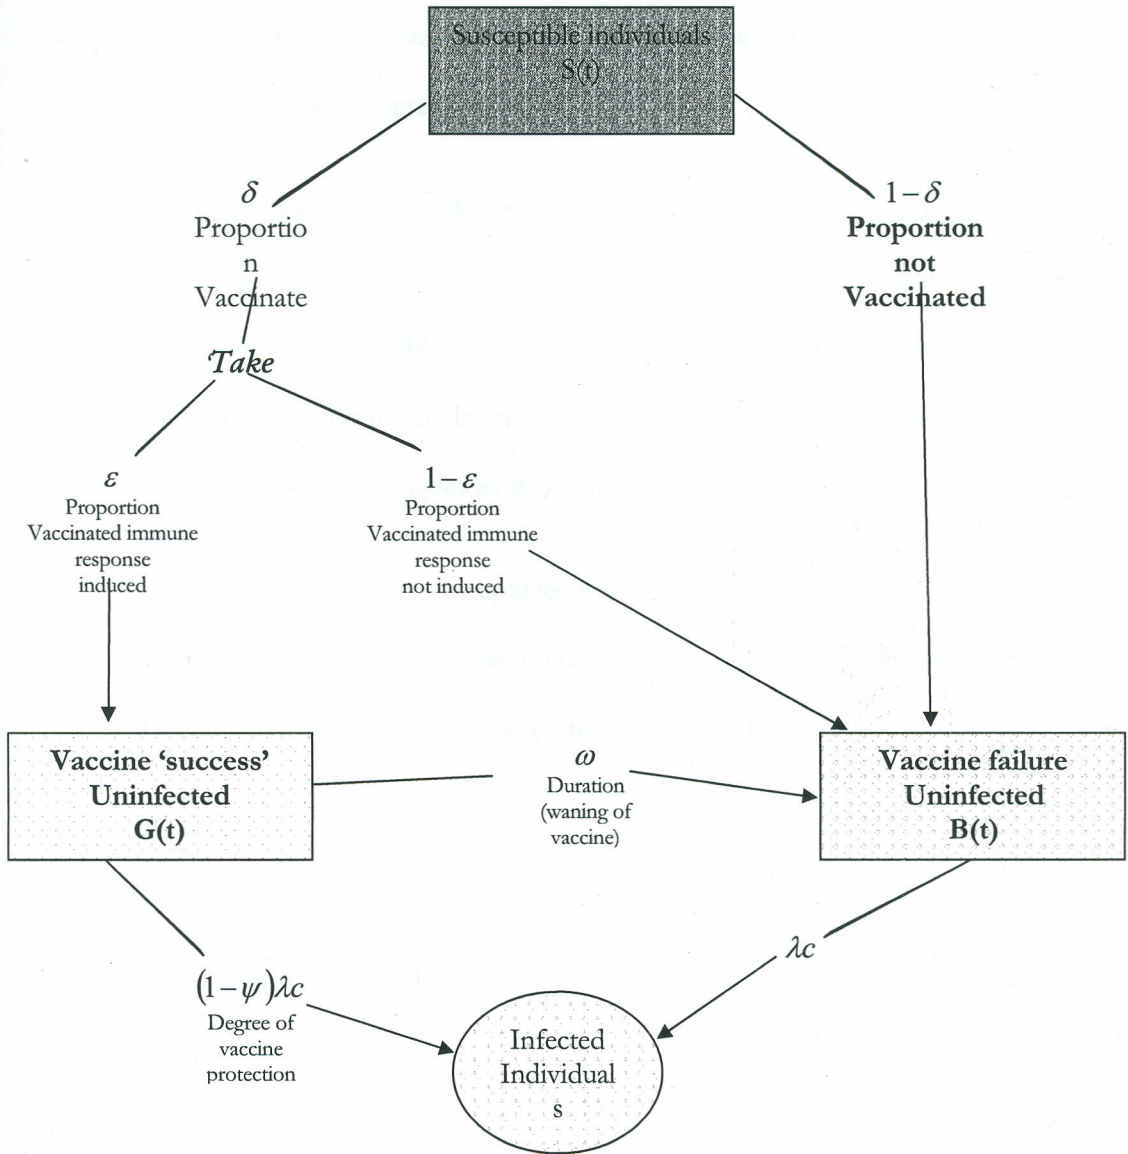 Susceptible individuals
S(t)
δ
Proportio
n
Vaccinate
1−δ
Proportion
not
Vaccinated
Take
ε
Proportion
Vaccinated immune
response
induced
1−ε
Proportion
Vaccinated immune
response
not induced
Vaccine ‘success’
Uninfected
G(t)
ω
Duration
(waning of
vaccine)
Vaccine failure
Uninfected
B(t)
(1−ψ)λc
Degree of
vaccine
protection
λc
Infected
Individual
s